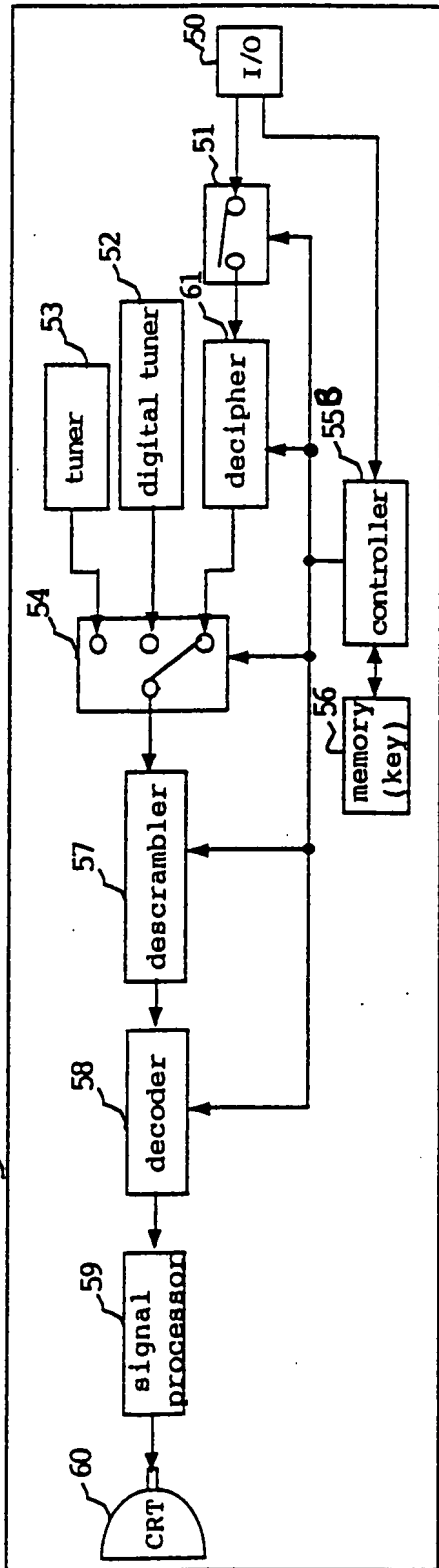 50
I/O
51
52
53
61
tuner
digital tuner
decipher
54
55B
controller
56
memory
(key)
57
descrambler
58
decoder
59
signal
processor
60
CRT